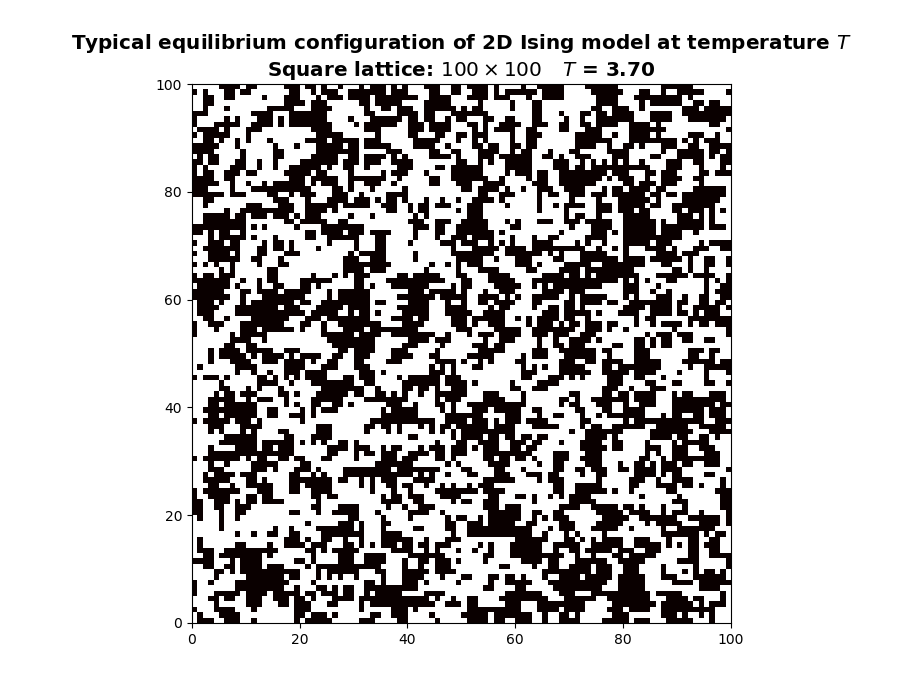 Typical equilibrium configuration of 2D Ising model at temperature T
Square lattice: 100 × 100 T = 3.70
100
80
60
40
20
0
0 20 40 60 80 100